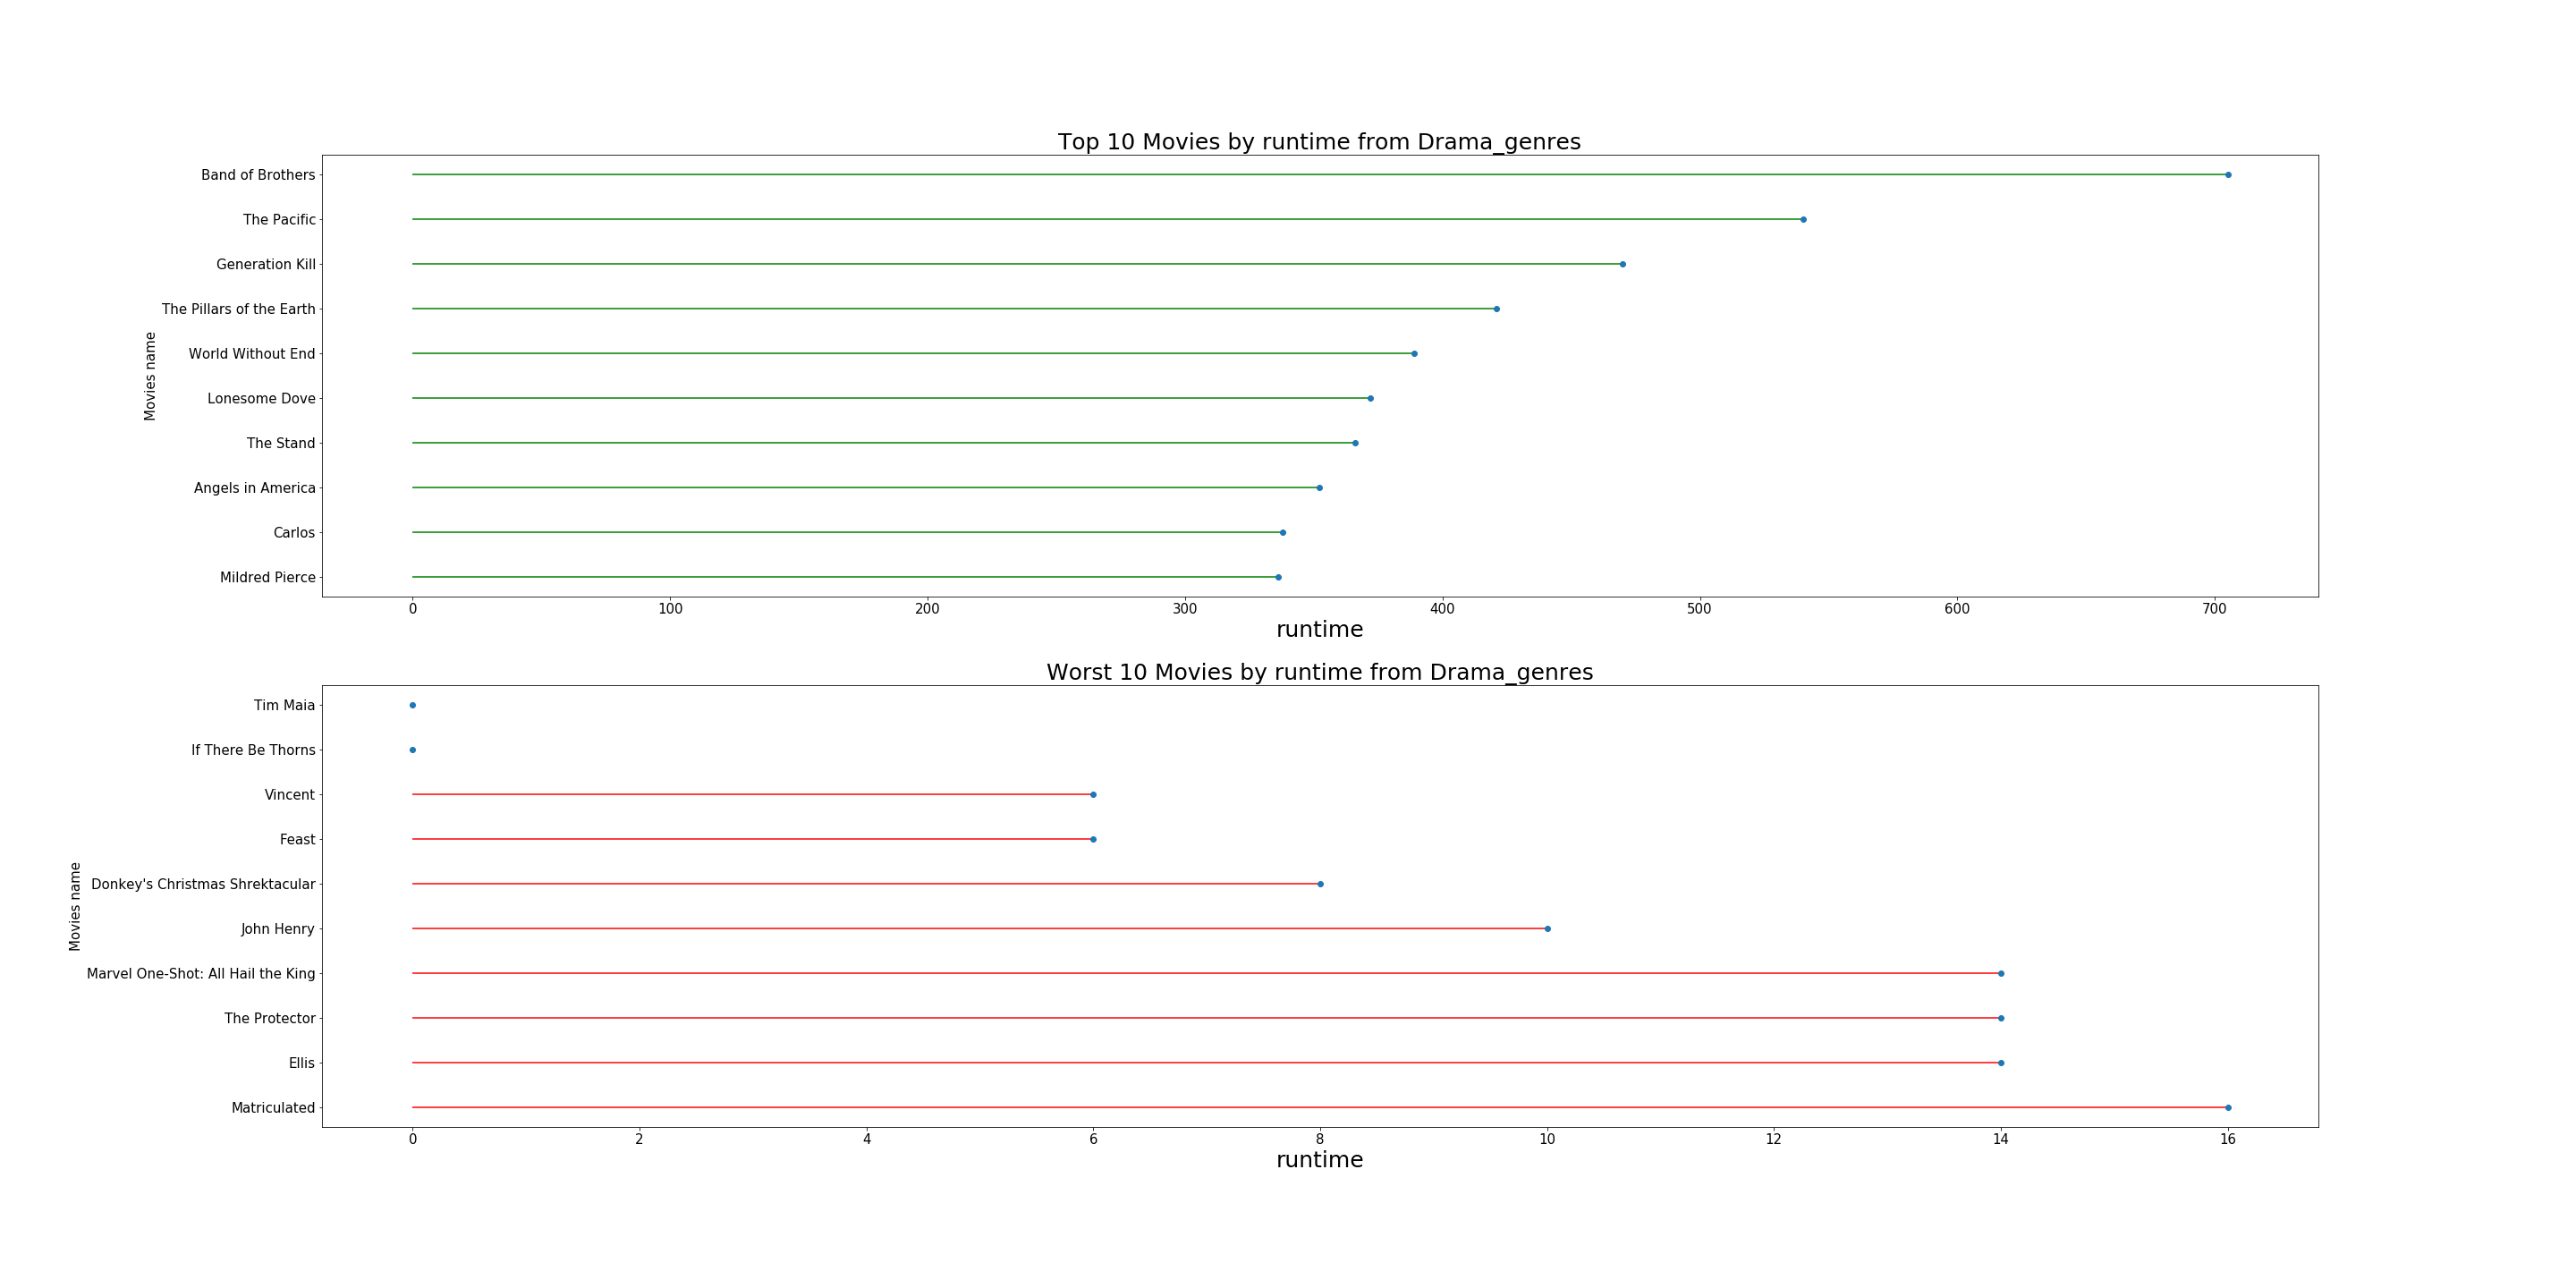 Top 10 Movies by runtime from Drama_genres
Movies name
Band of Brothers
The Pacific
Generation Kill
The Pillars of the Earth
World Without End
Lonesome Dove
The Stand
Angels in America
Carlos
Mildred Pierce
0 100 200 300 400 500 600 700
runtime
Worst 10 Movies by runtime from Drama_genres
Movies name
Tim Maia
If There Be Thorns
Vincent
Feast
Donkey's Christmas Shrektacular
John Henry
Marvel One-Shot: All Hail the King
The Protector
Ellis
Matriculated
0 2 4 6 8 10 12 14 16
runtime